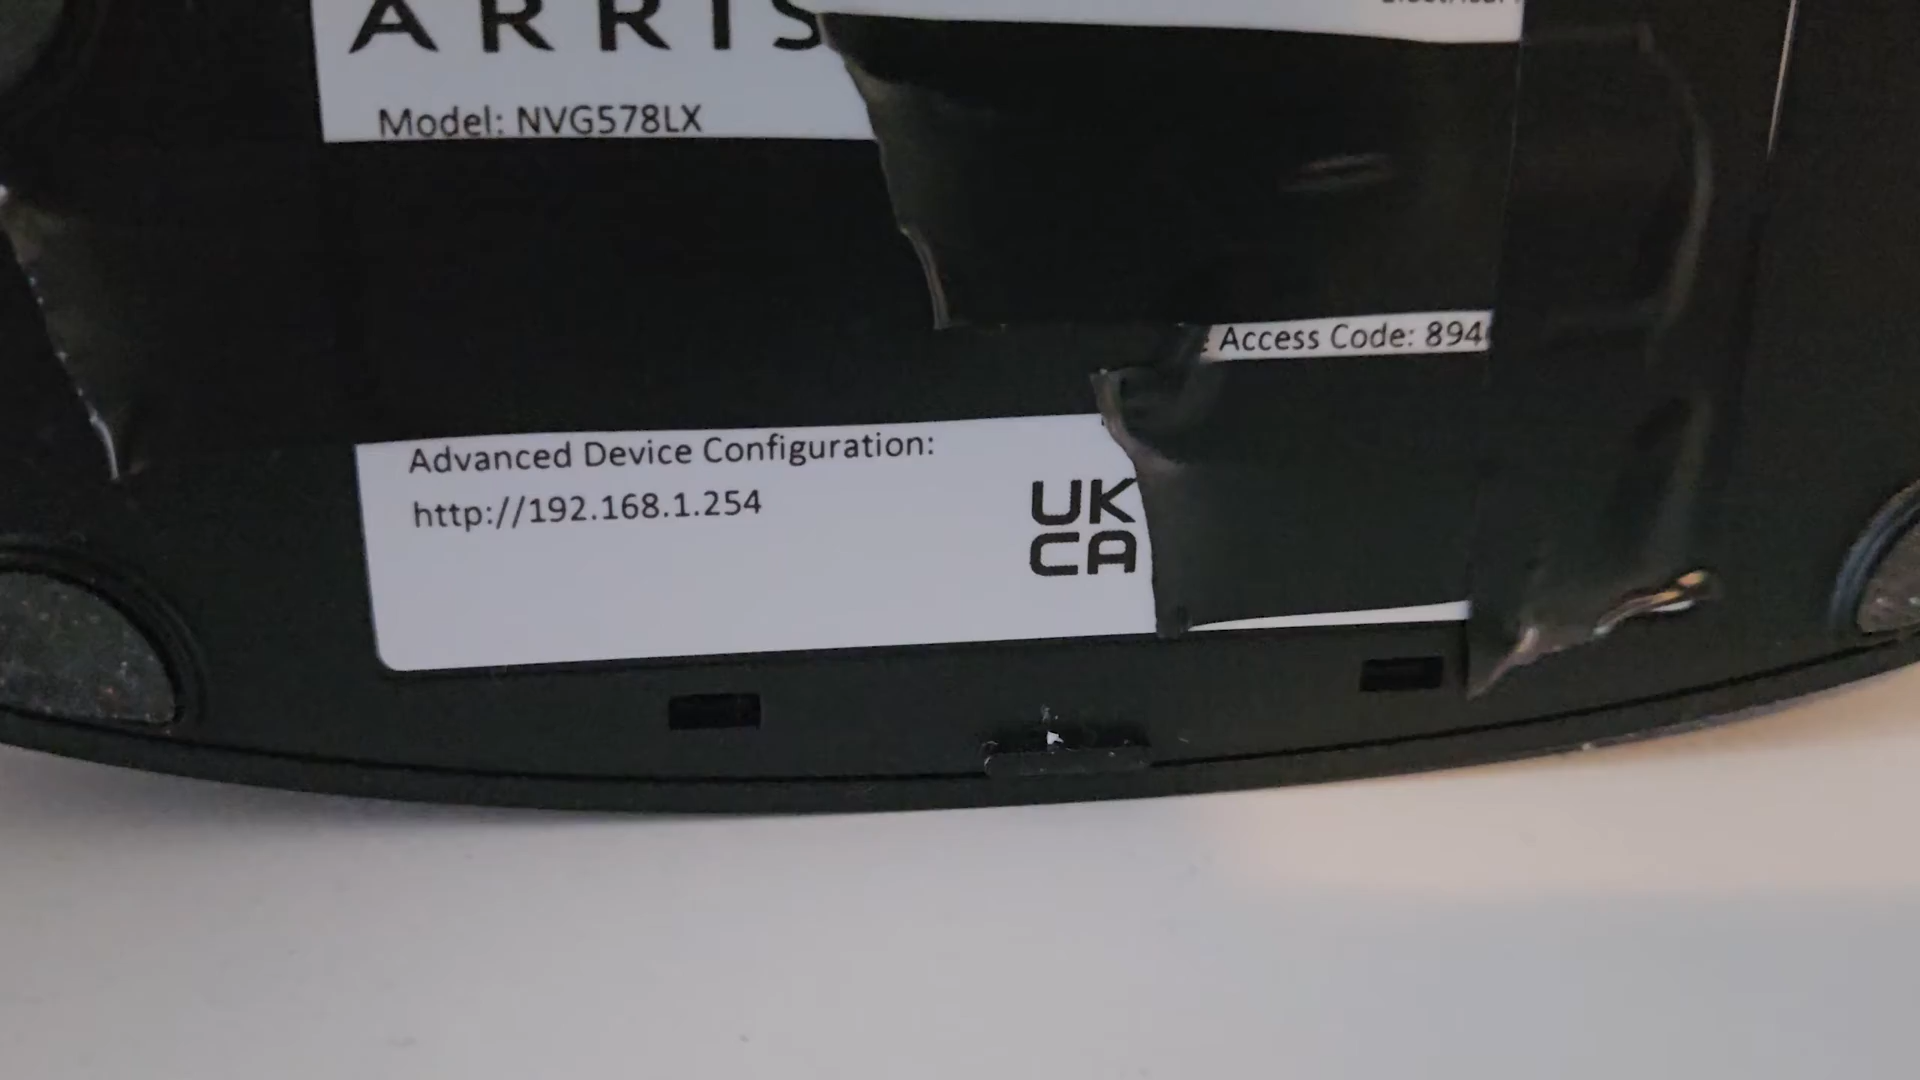 ARRIS
Model: NVG578LX
Access Code: 894
Advanced Device Configuration:
http://192.168.1.254
UK
CA